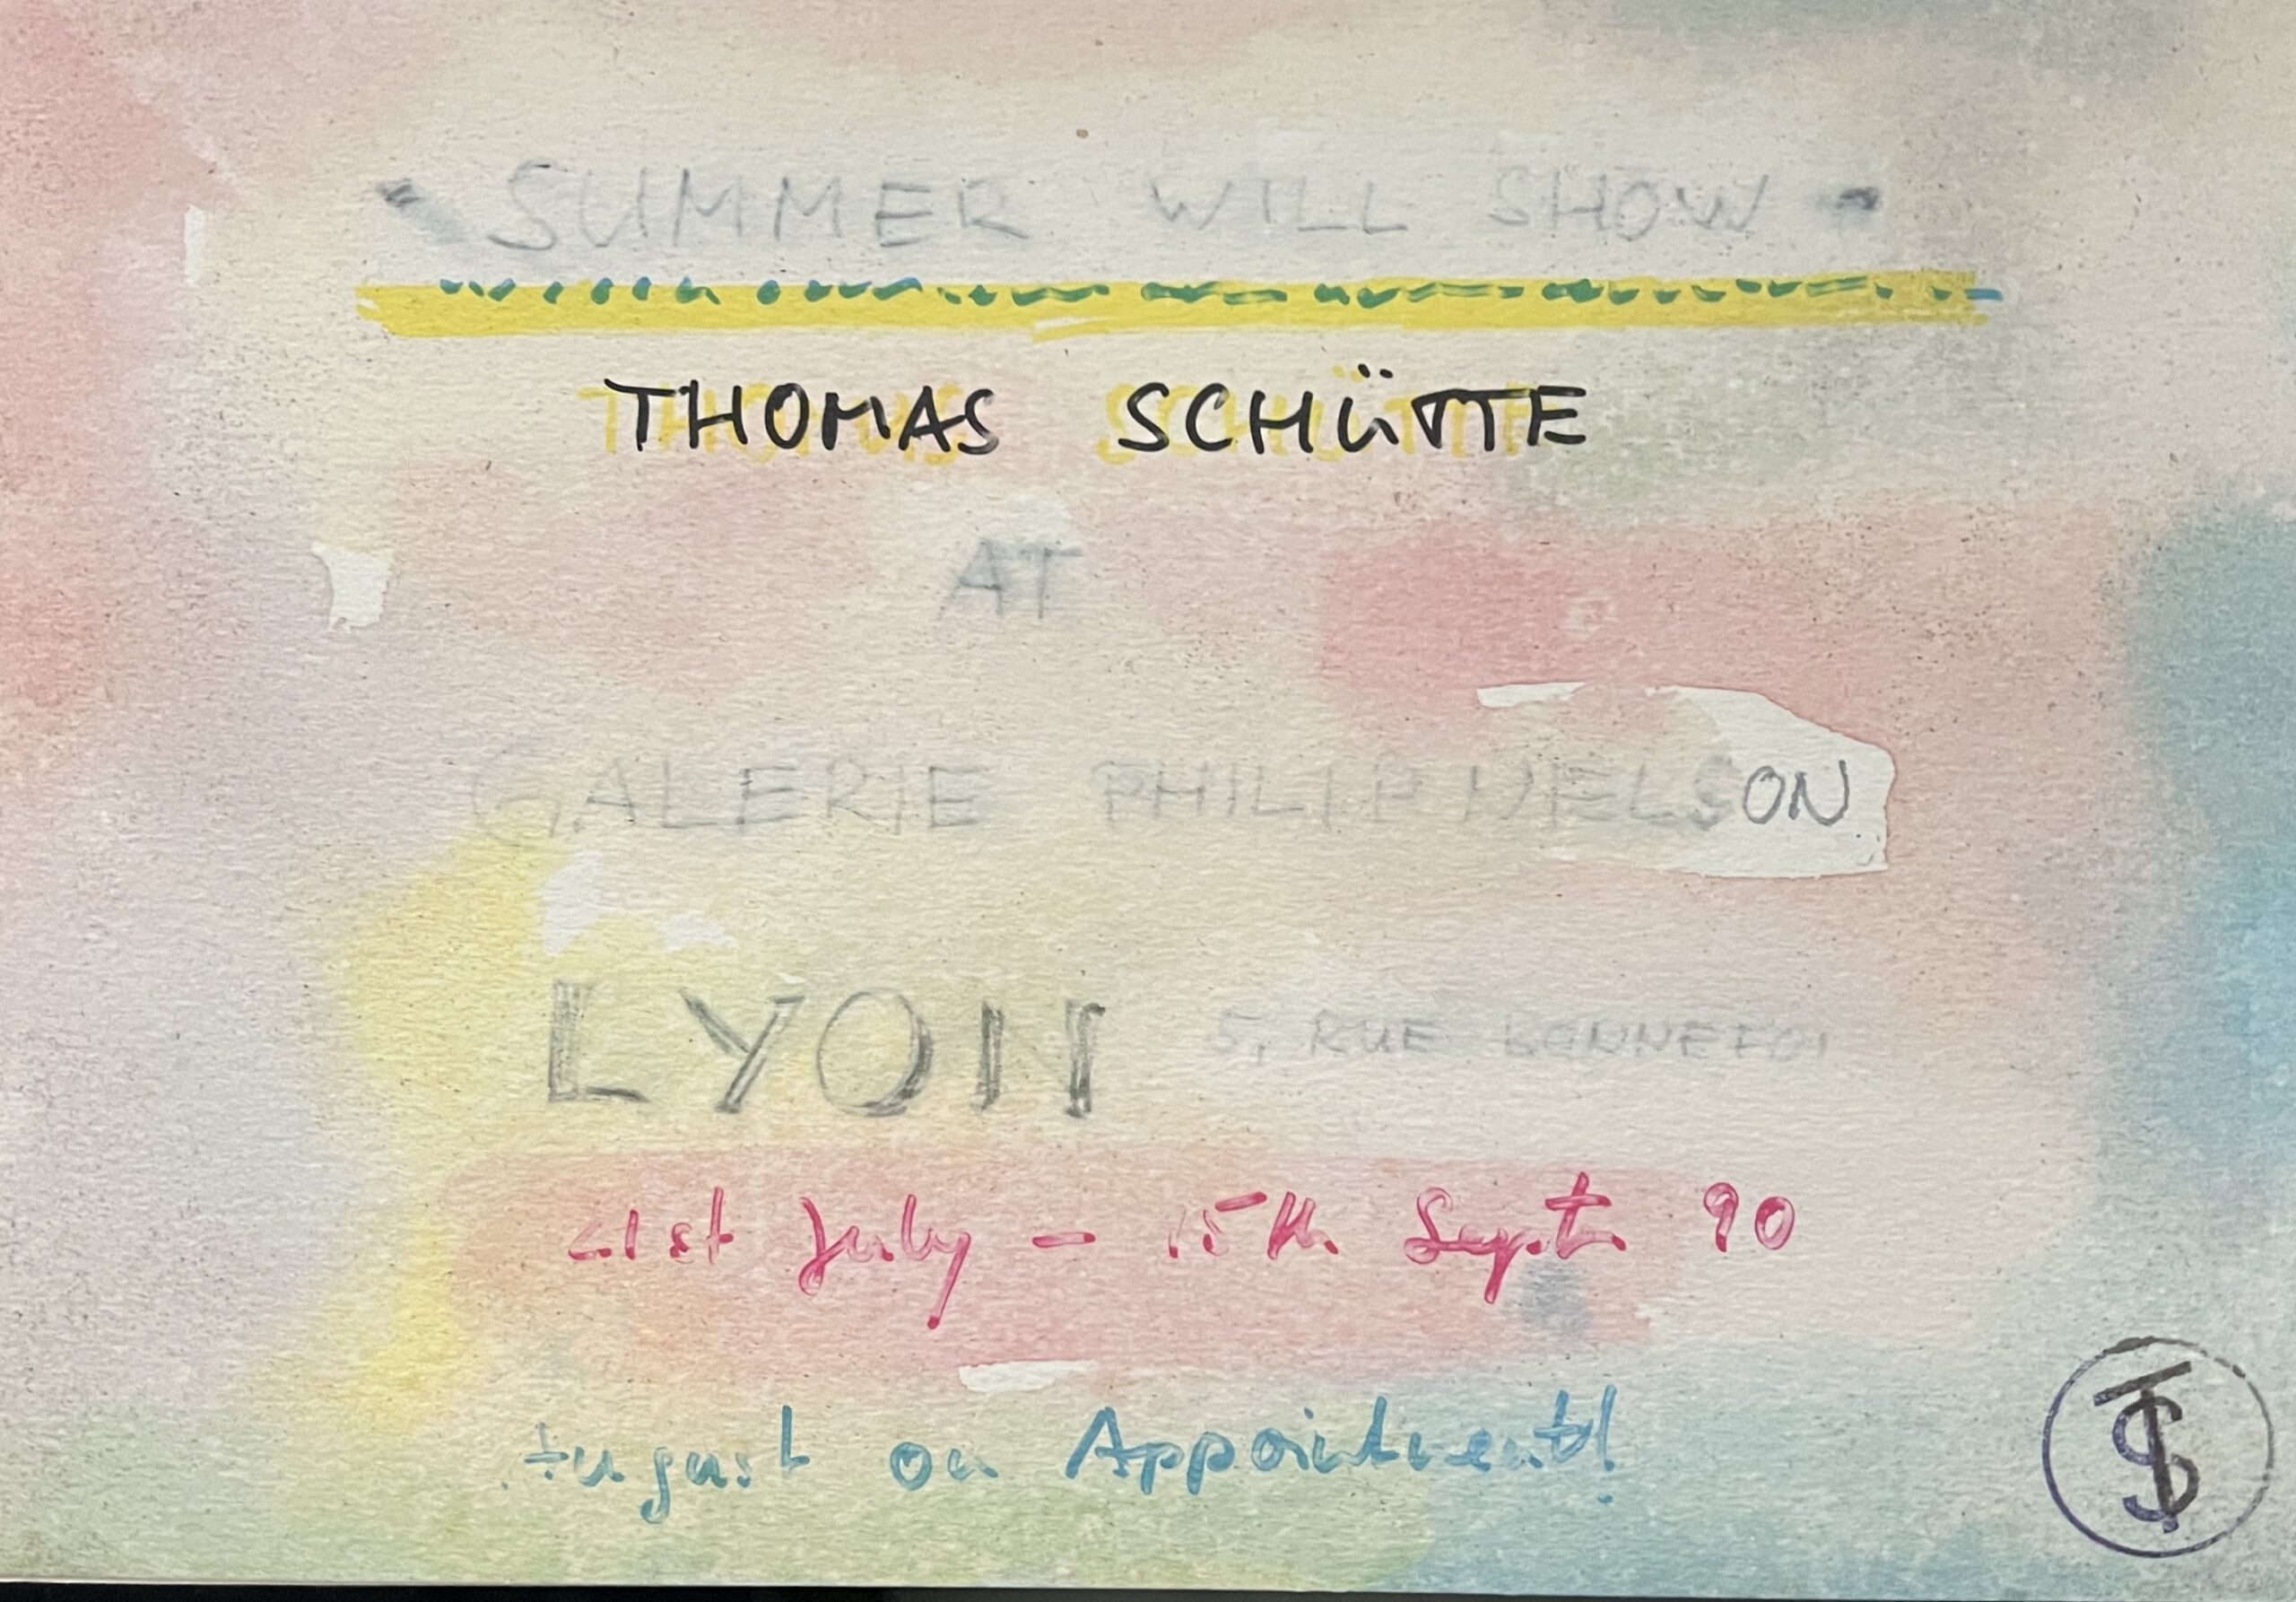 " SUMMER WILL SHOW "
THOMAS SCHÜTTE
AT
GALERIE PHILIP NELSON
LYON 5, RUE BONNEFOI
21st July – 15th. Sept. 90
August on Appointment!
TS